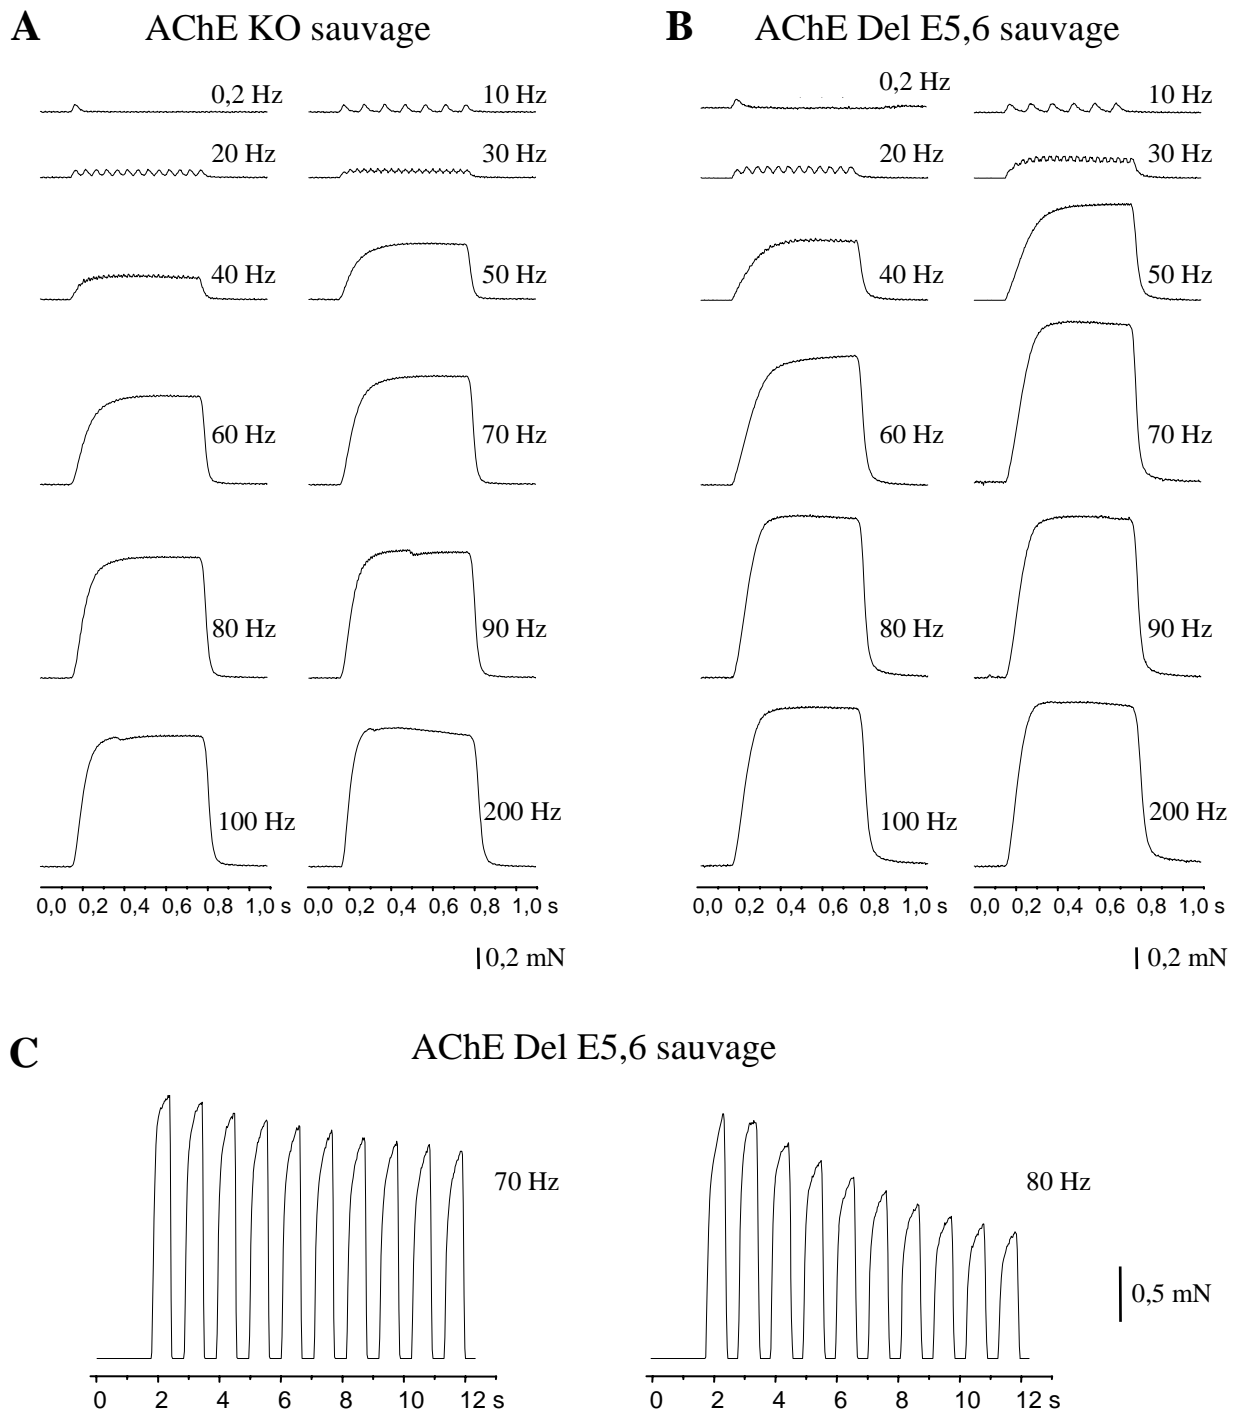 A AChE KO sauvage
B AChE Del E5,6 sauvage
0,2 Hz 10 Hz
20 Hz 30 Hz
40 Hz 50 Hz
60 Hz 70 Hz
80 Hz 90 Hz
100 Hz 200 Hz
0,0 0,2 0,4 0,6 0,8 1,0 s 0,0 0,2 0,4 0,6 0,8 1,0 s
0,2 mN
0,2 Hz 10 Hz
20 Hz 30 Hz
40 Hz 50 Hz
60 Hz 70 Hz
80 Hz 90 Hz
100 Hz 200 Hz
0,0 0,2 0,4 0,6 0,8 1,0 s 0,0 0,2 0,4 0,6 0,8 1,0 s
0,2 mN
C AChE Del E5,6 sauvage
70 Hz 80 Hz
0,5 mN
0 2 4 6 8 10 12 s 0 2 4 6 8 10 12 s